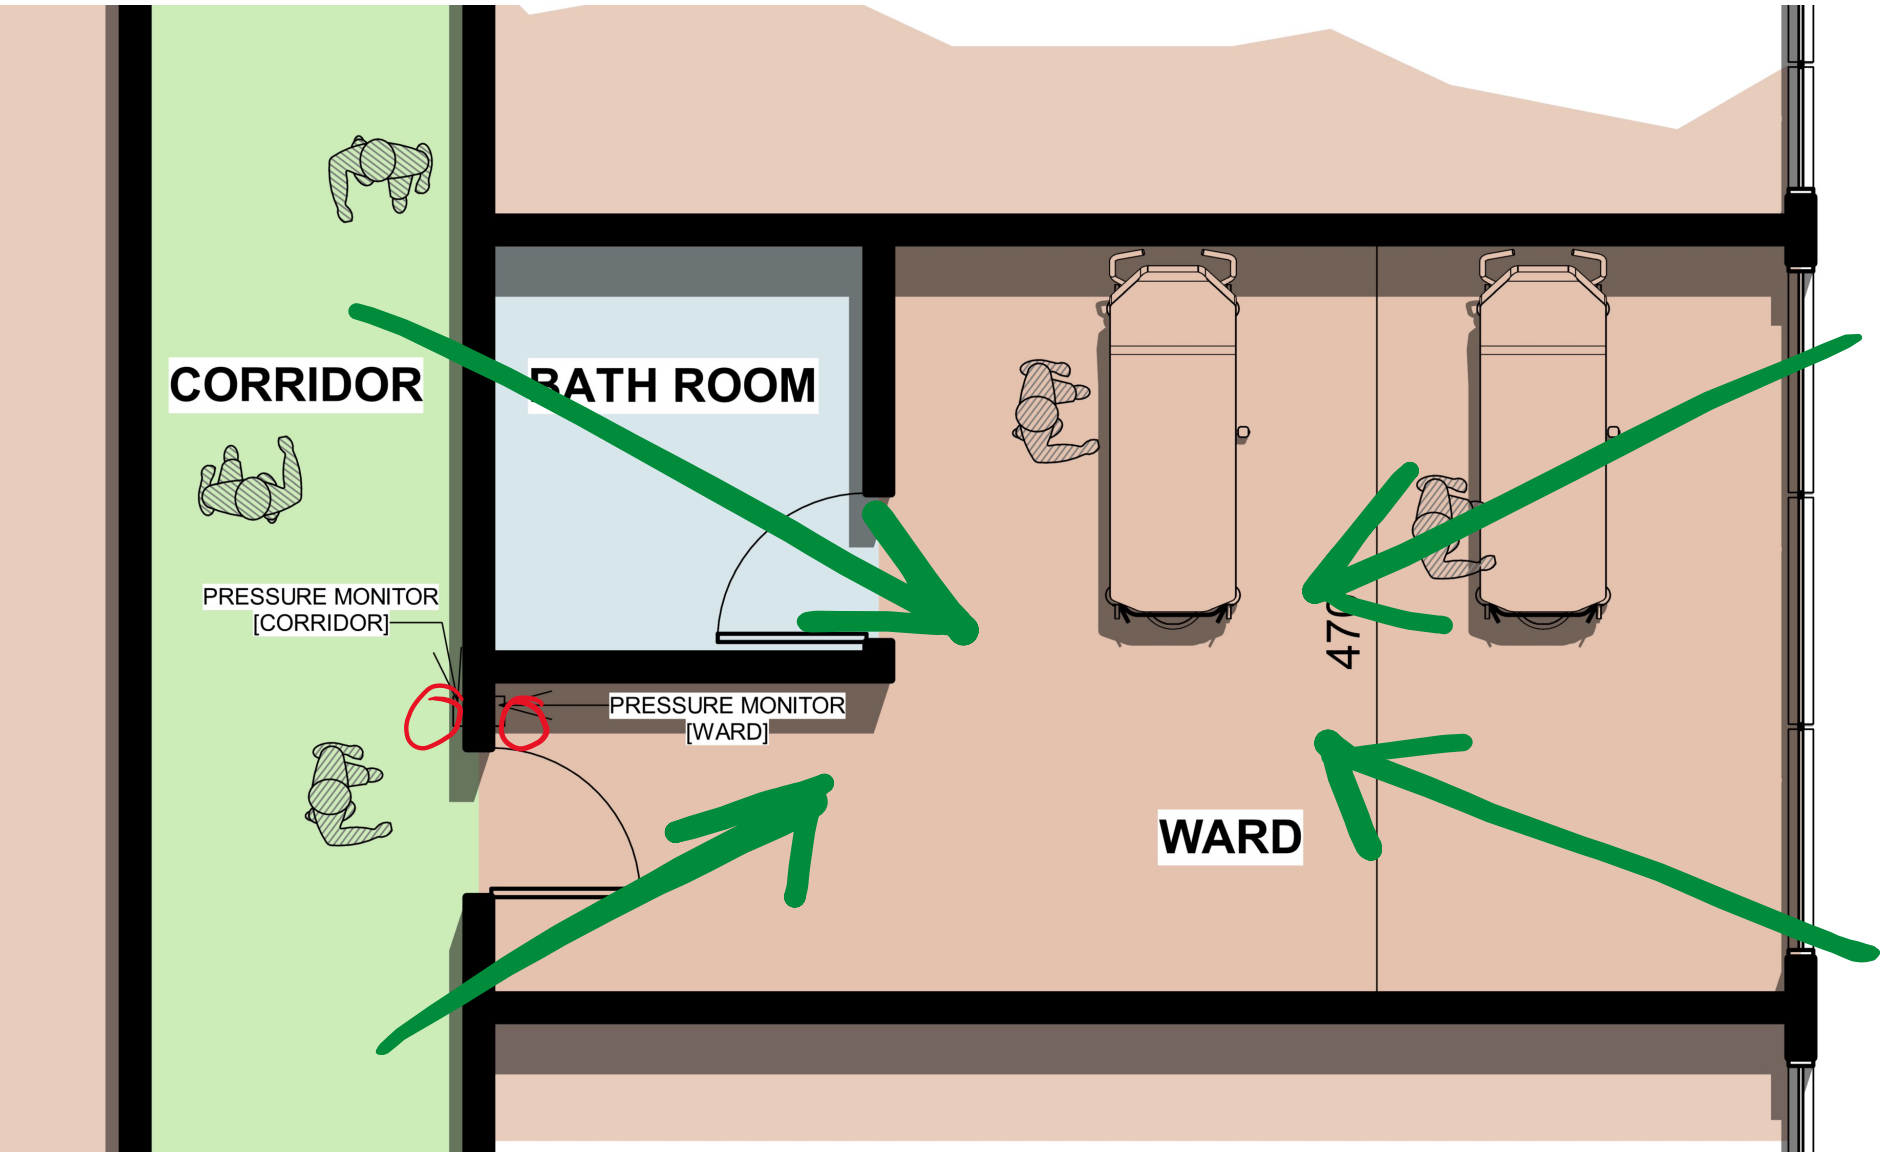 CORRIDOR
BATH ROOM
PRESSURE MONITOR
[CORRIDOR]
PRESSURE MONITOR
[WARD]
WARD